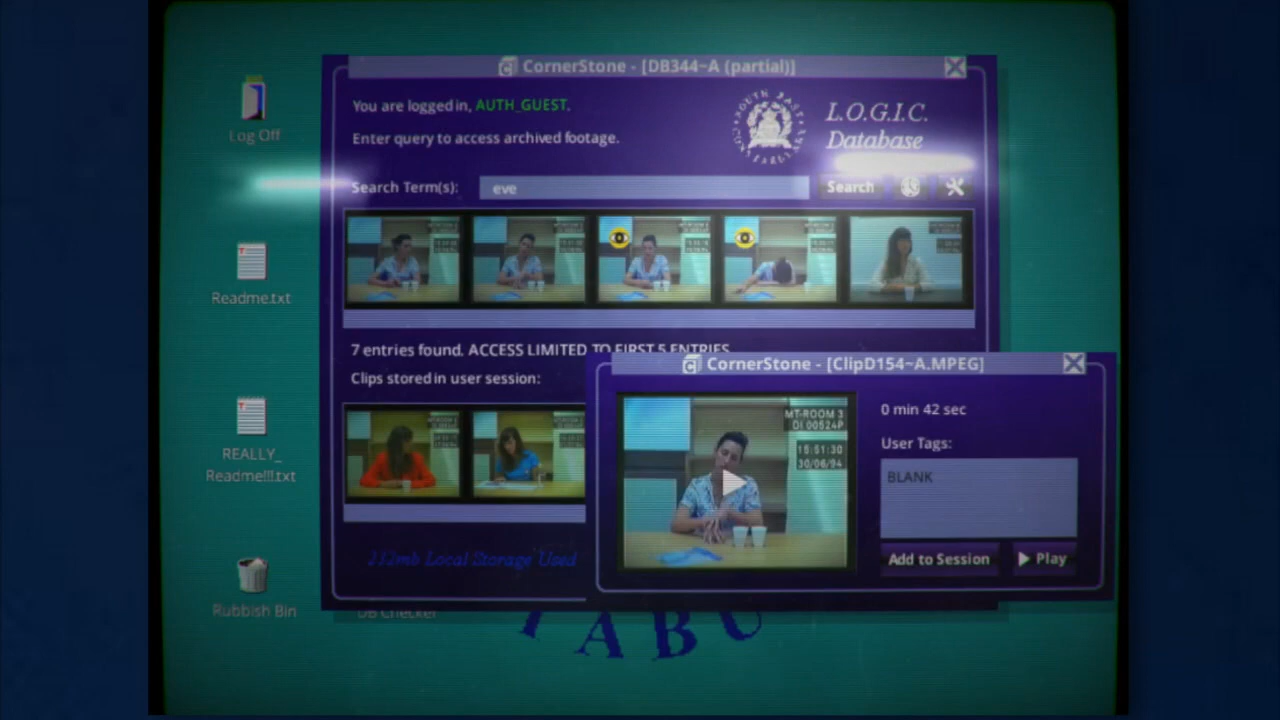 CornerStone - [DB344~A (partial)]
You are logged in, AUTH_GUEST.
Enter query to access archived footage.
L.O.G.I.C.
Database
Search Term(s):
eve
Search
Log Off
Readme.txt
REALLY_
Readme!!!.txt
Rubbish Bin
7 entries found. ACCESS LIMITED TO FIRST 5 ENTRIES
Clips stored in user session:
CornerStone - [ClipD154~A.MPEG]
MT-ROOM 3
DI 00524P
15:51:30
30/06/94
0 min 42 sec
User Tags:
BLANK
Add to Session
Play
Local Storage Used
DB Checker
TABU